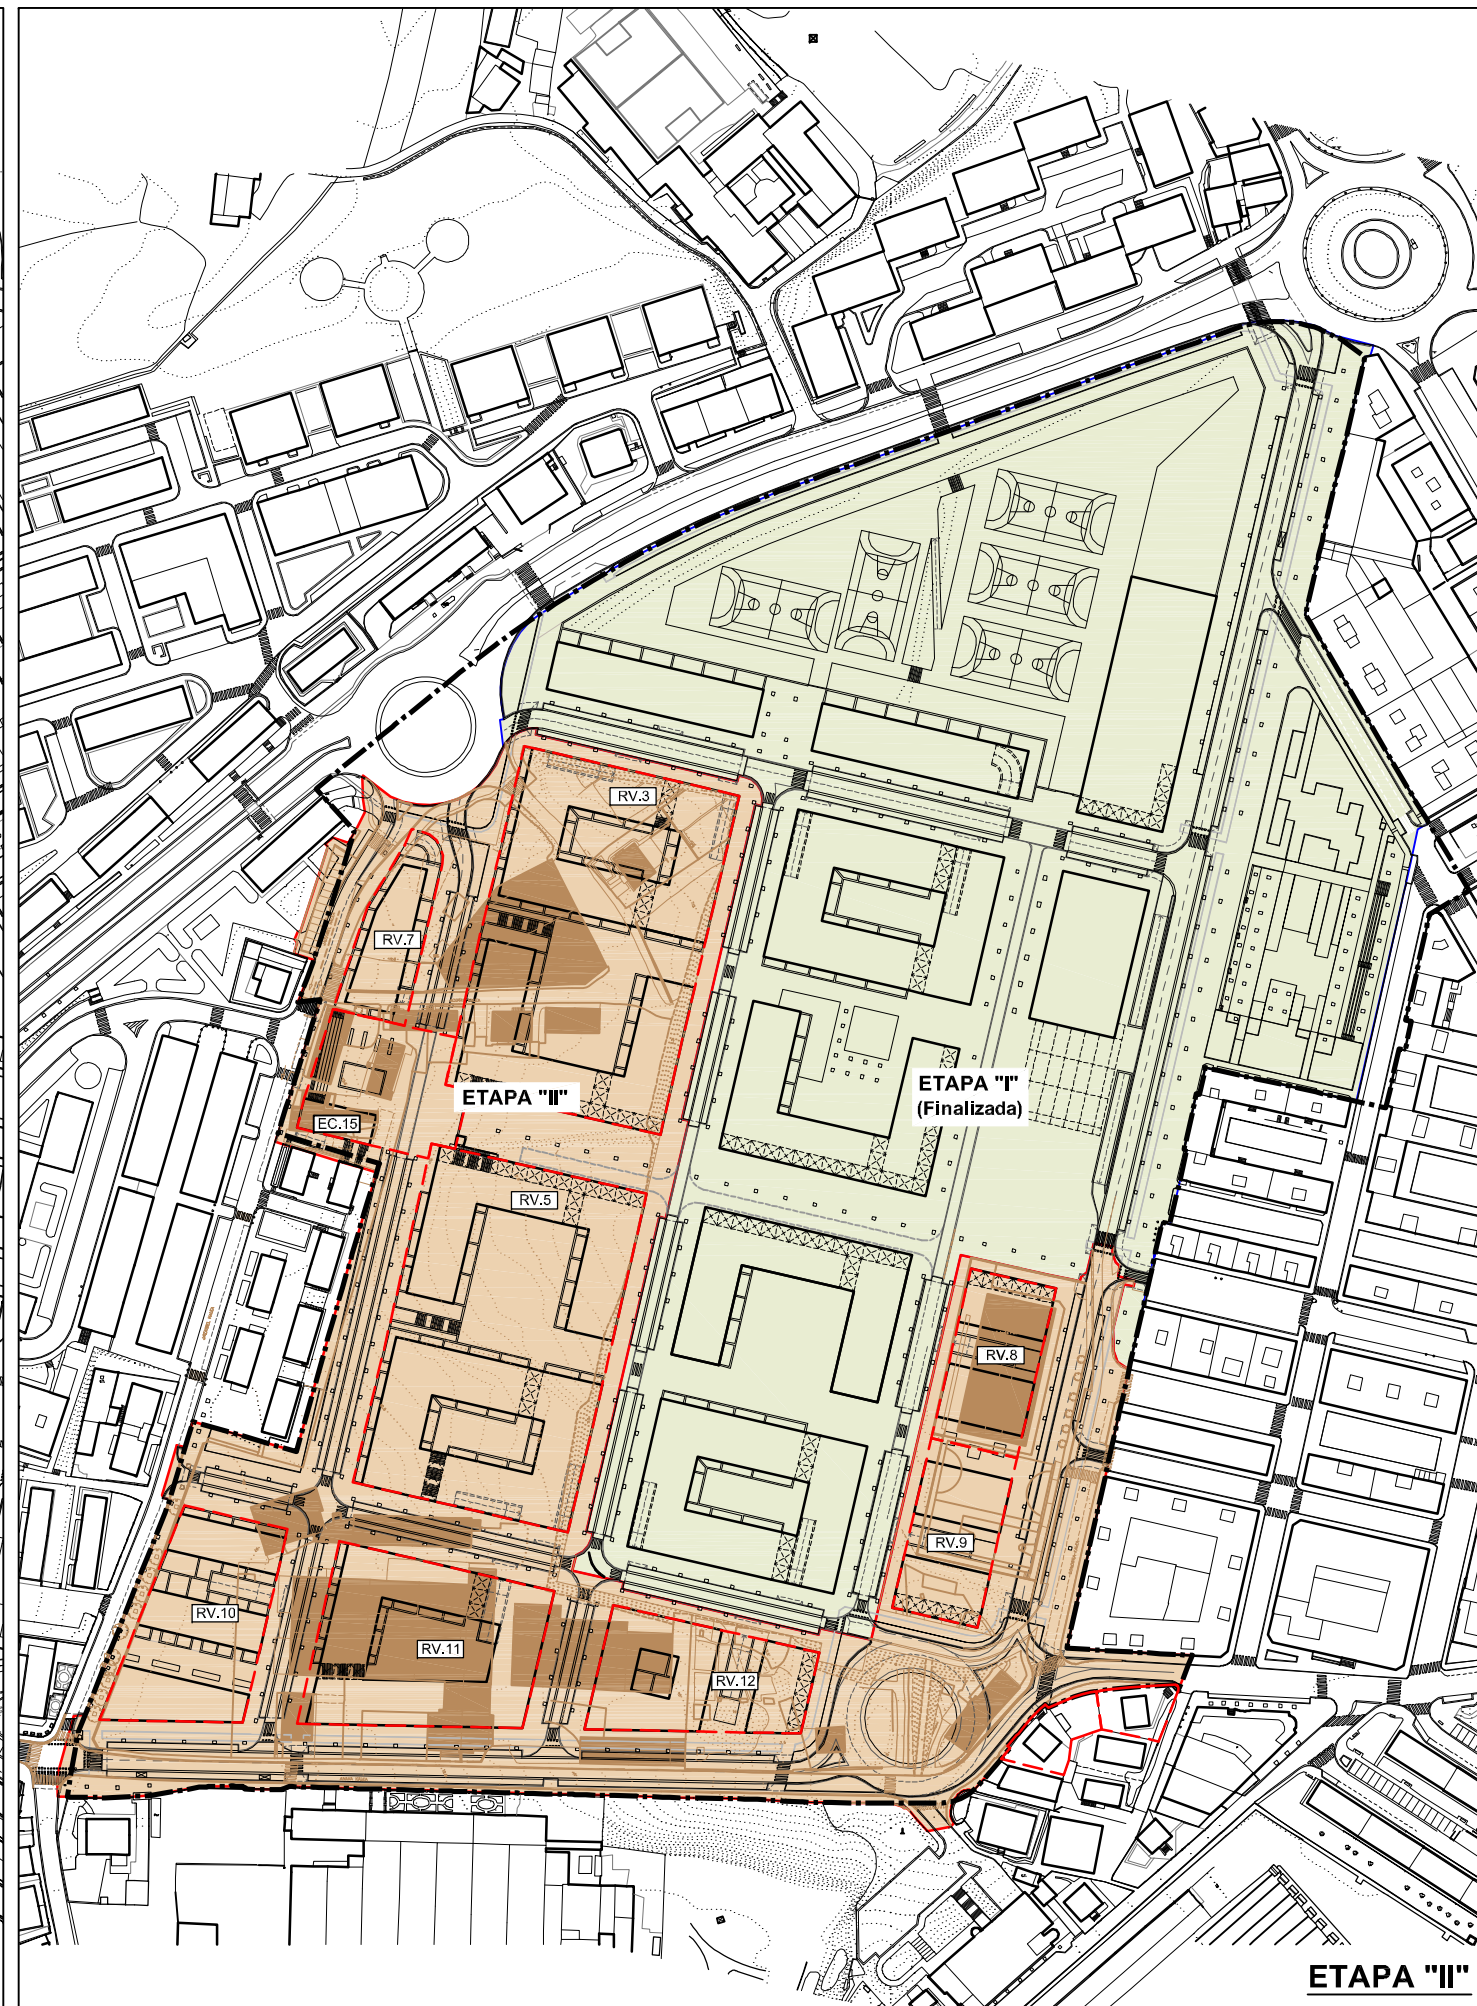 RV.3
RV.7
ETAPA "I"
(Finalizada)
ETAPA "II"
EC.15
RV.5
RV.8
RV.9
RV.10
RV.11
RV.12
ETAPA "II"